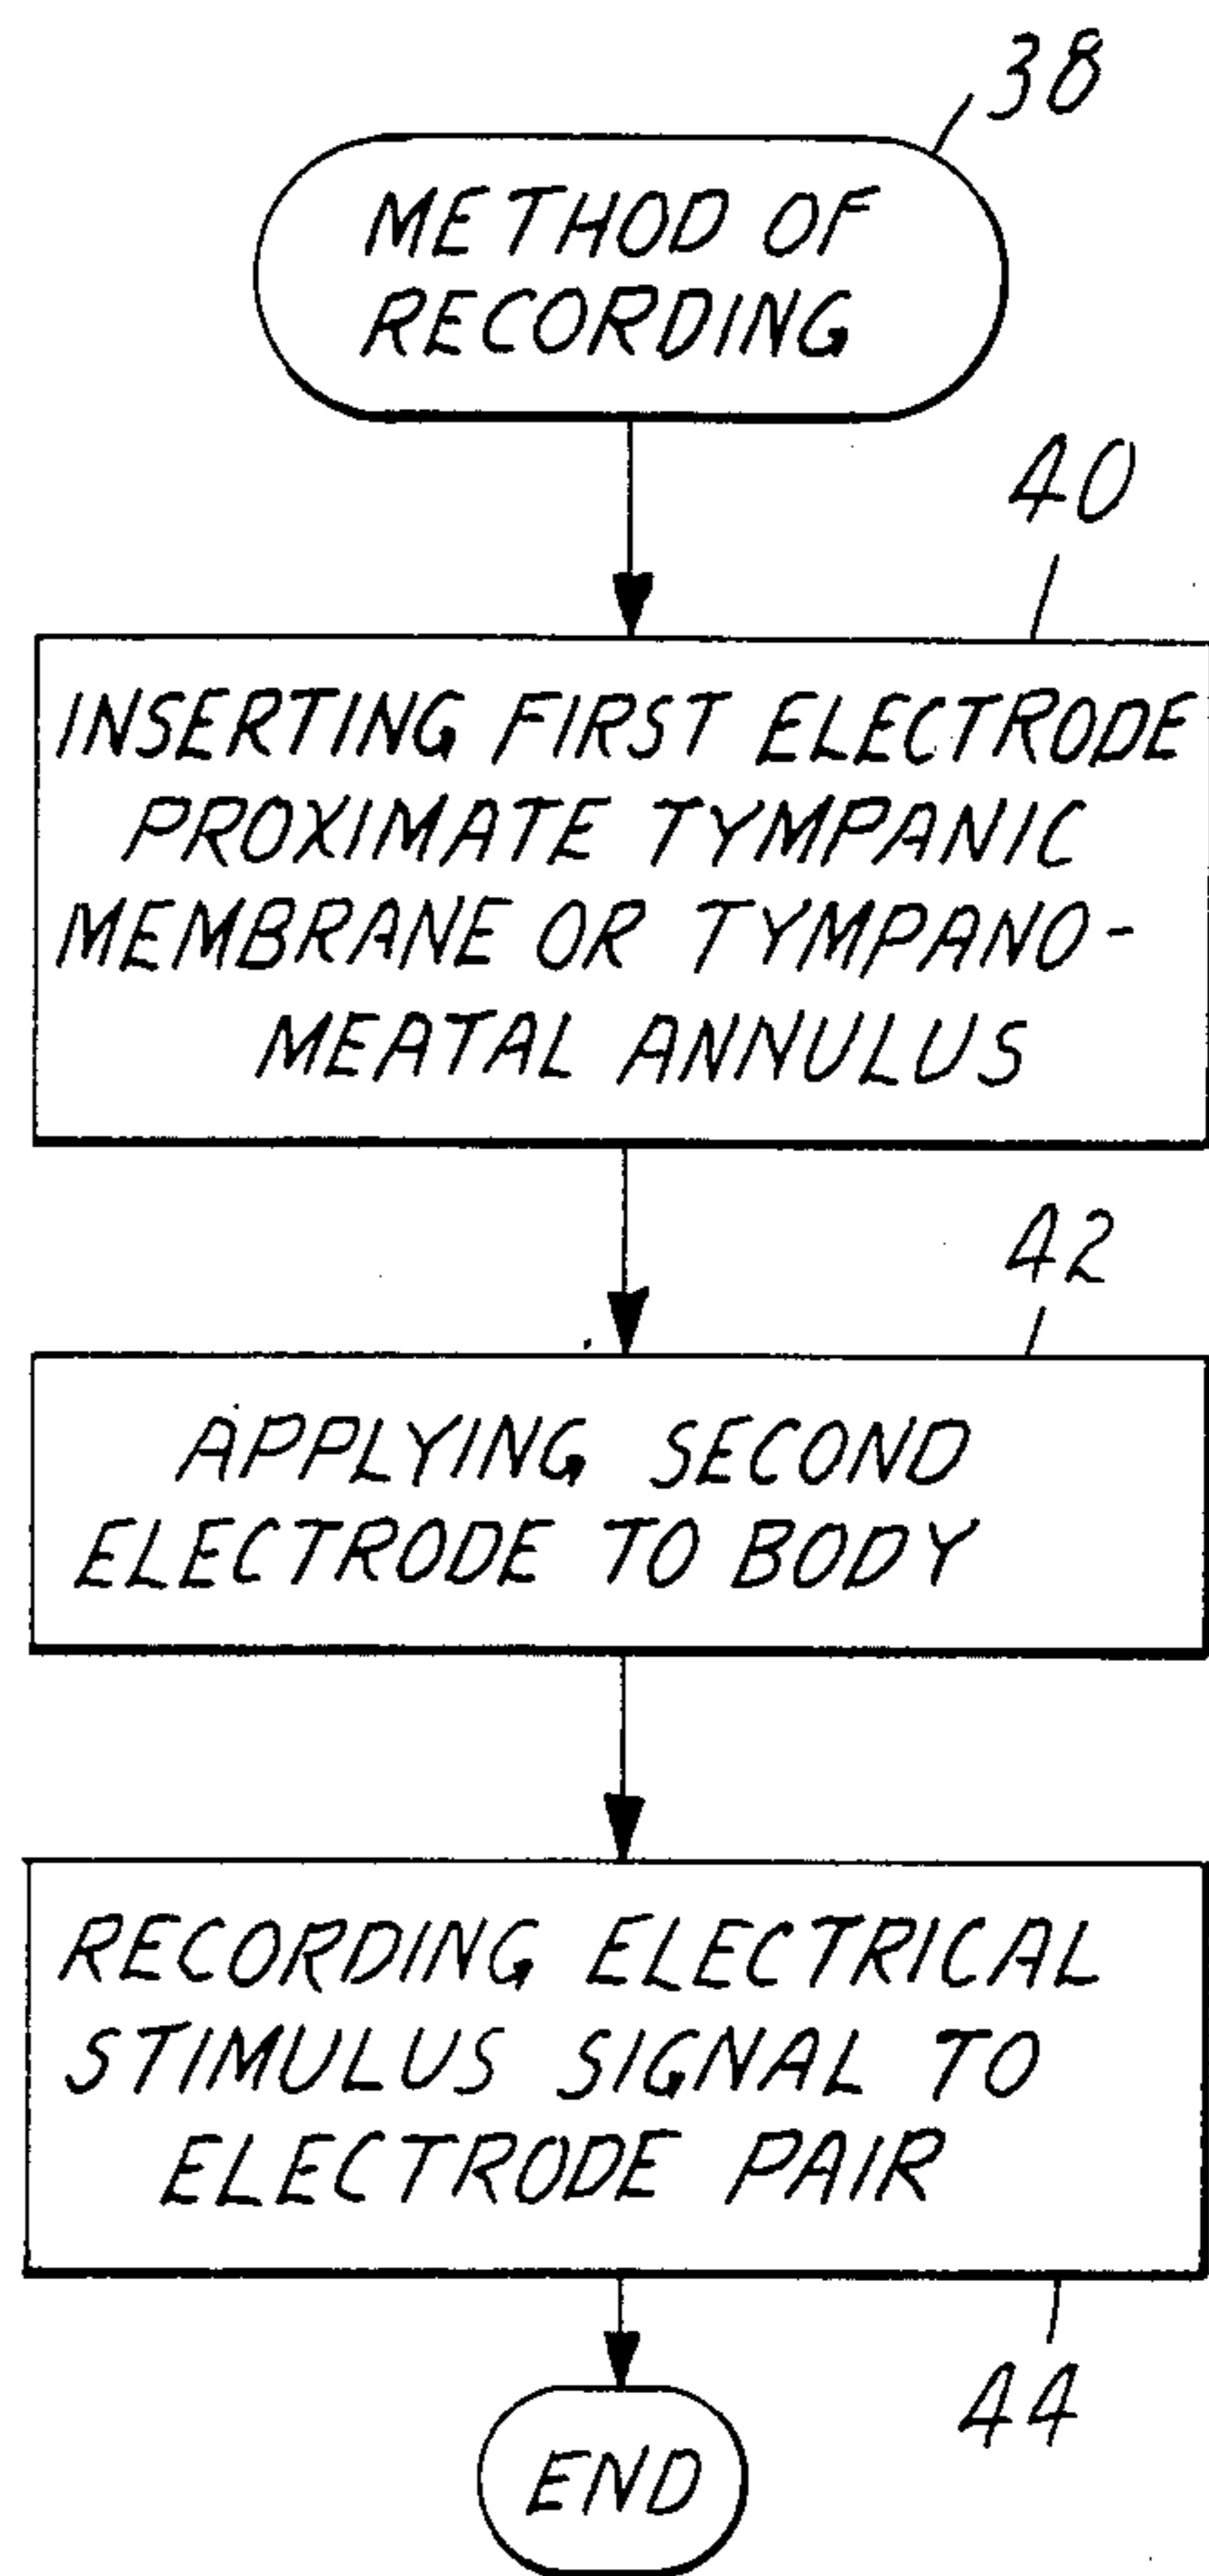 38
METHOD OF
RECORDING
40
INSERTING FIRST ELECTRODE
PROXIMATE TYMPANIC
MEMBRANE OR TYMPANO-
MEATAL ANNULUS
42
APPLYING SECOND
ELECTRODE TO BODY
RECORDING ELECTRICAL
STIMULUS SIGNAL TO
ELECTRODE PAIR
44
END